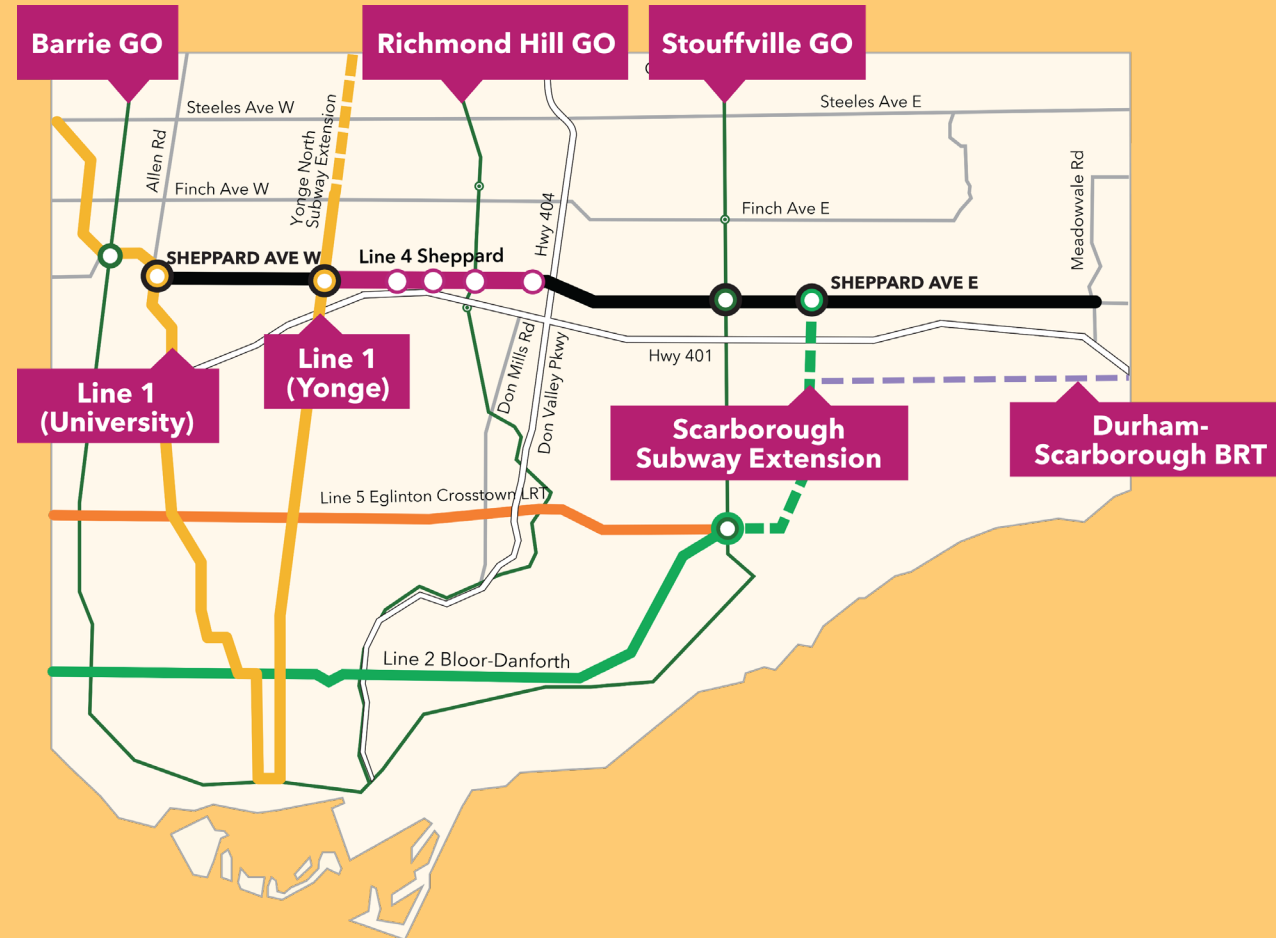 Barrie GO
Richmond Hill GO
Stouffville GO
Steeles Ave W
Steeles Ave E
Allen Rd
Yonge North
Subway Extension
Meadowvale Rd
Finch Ave W
Hwy 404
Finch Ave E
SHEPPARD AVE W
Line 4 Sheppard
SHEPPARD AVE E
Line 1
(Yonge)
Don Mills Rd
Don Valley Pkwy
Hwy 401
Line 1
(University)
Scarborough
Subway Extension
Durham-
Scarborough BRT
Line 5 Eglinton Crosstown LRT
Line 2 Bloor-Danforth